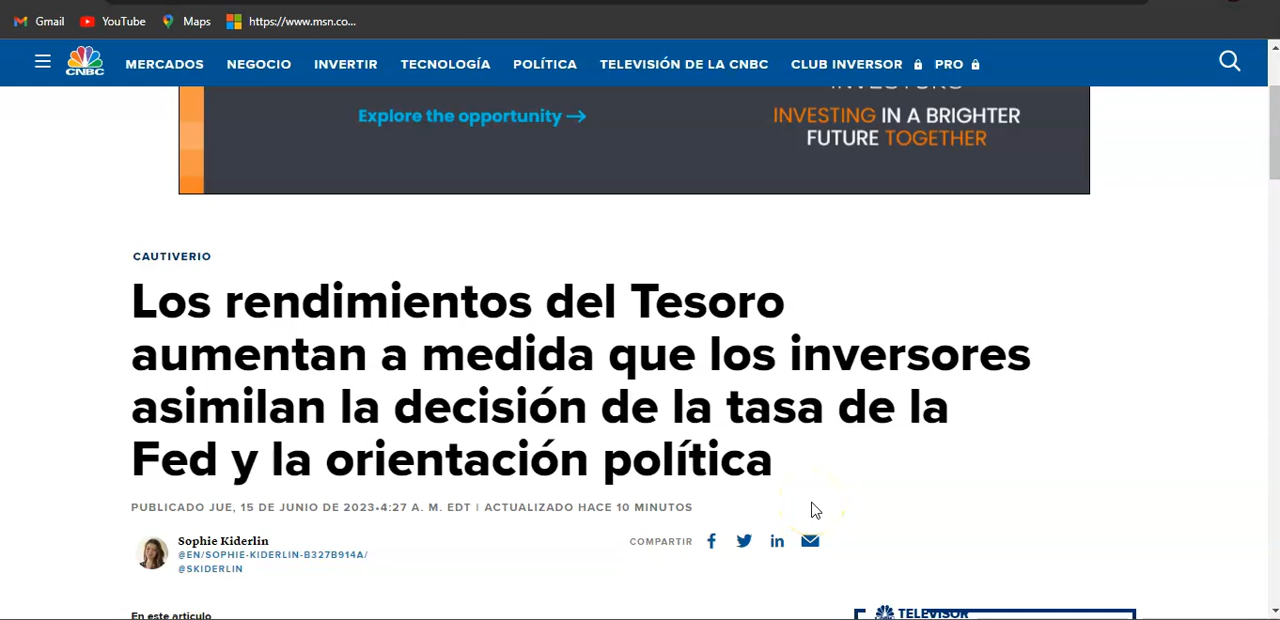 Gmail YouTube Maps https://www.msn.co...
CNBC MERCADOS NEGOCIO INVERTIR TECNOLOGÍA POLÍTICA TELEVISIÓN DE LA CNBC CLUB INVERSOR PRO
Explore the opportunity →
INVESTING IN A BRIGHTER
FUTURE TOGETHER
CAUTIVERIO
Los rendimientos del Tesoro
aumentan a medida que los inversores
asimilan la decisión de la tasa de la
Fed y la orientación política
PUBLICADO JUE, 15 DE JUNIO DE 2023•4:27 A. M. EDT | ACTUALIZADO HACE 10 MINUTOS
Sophie Kiderlin
@EN/SOPHIE-KIDERLIN-B327B914A/
@SKIDERLIN
COMPARTIR
En este artículo
TELEVISOR